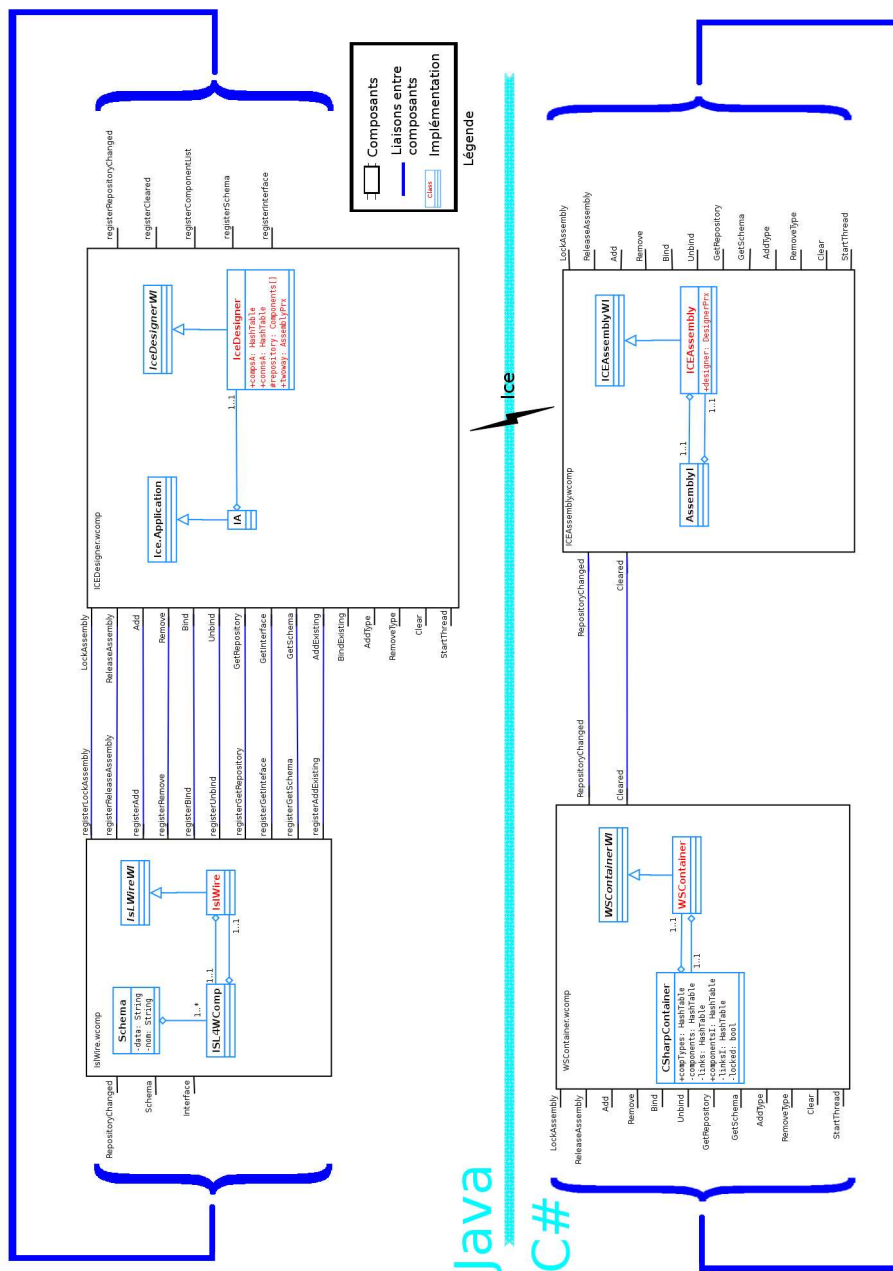 RepositoryChanged
Schema
Interface
IslWire.wcomp
Schema
-data: String
-nom: String
1..*
ISL4WComp
1..1
1..1
IsLWireWI
IslWire
registerLockAssembly
registerReleaseAssembly
registerAdd
registerRemove
registerBind
registerUnbind
registerGetRepository
registerGetInteface
registerGetSchema
registerAddExisting
LockAssembly
ReleaseAssembly
Add
Remove
Bind
Unbind
GetRepository
GetInterface
GetSchema
AddExisting
BindExisting
AddType
RemoveType
Clear
StartThread
ICEDesigner.wcomp
Ice.Application
IA
1..1
IceDesignerWI
IceDesigner
+compsA: HashTable
+connsA: HashTable
#repository: Components[]
+twoway: AssemblyPrx
registerRepositoryChanged
registerCleared
registerComponentList
registerSchema
registerInterface
Composants
Liaisons entre
composants
Class
Implémentation
Légende
Java
Ice
C#
LockAssembly
ReleaseAssembly
Add
Remove
Bind
Unbind
GetRepository
GetSchema
AddType
RemoveType
Clear
StartThread
WSContainer.wcomp
CSharpContainer
+compTypes: HashTable
-components: HashTable
-links: HashTable
+componentsI: HashTable
-linksI: HashTable
-locked: bool
1..1
1..1
WSContainerWI
WSContainer
RepositoryChanged
Cleared
RepositoryChanged
Cleared
ICEAssembly.wcomp
AssemblyI
1..1
1..1
ICEAssemblyWI
ICEAssembly
+designer: DesignerPrx
LockAssembly
ReleaseAssembly
Add
Remove
Bind
Unbind
GetRepository
GetSchema
AddType
RemoveType
Clear
StartThread